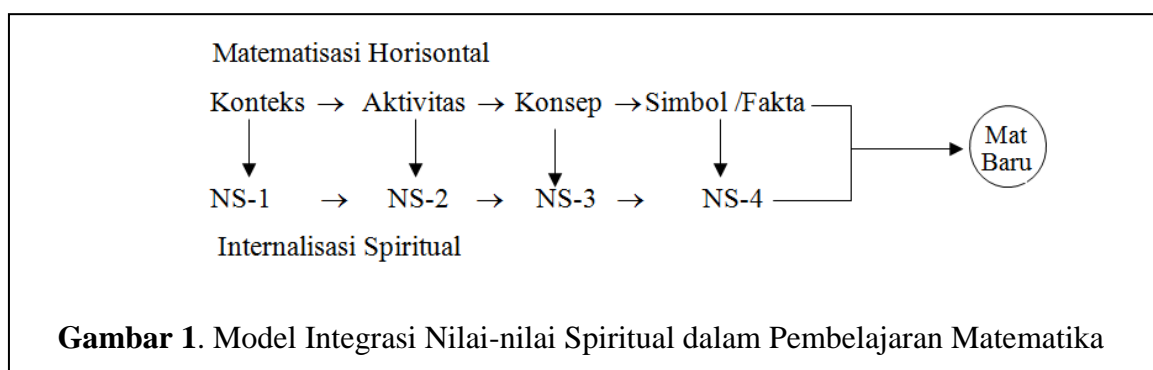 Matematisasi Horisontal
Konteks → Aktivitas → Konsep → Simbol /Fakta
Mat
Baru
NS-1 → NS-2 → NS-3 → NS-4
Internalisasi Spiritual
Gambar 1. Model Integrasi Nilai-nilai Spiritual dalam Pembelajaran Matematika